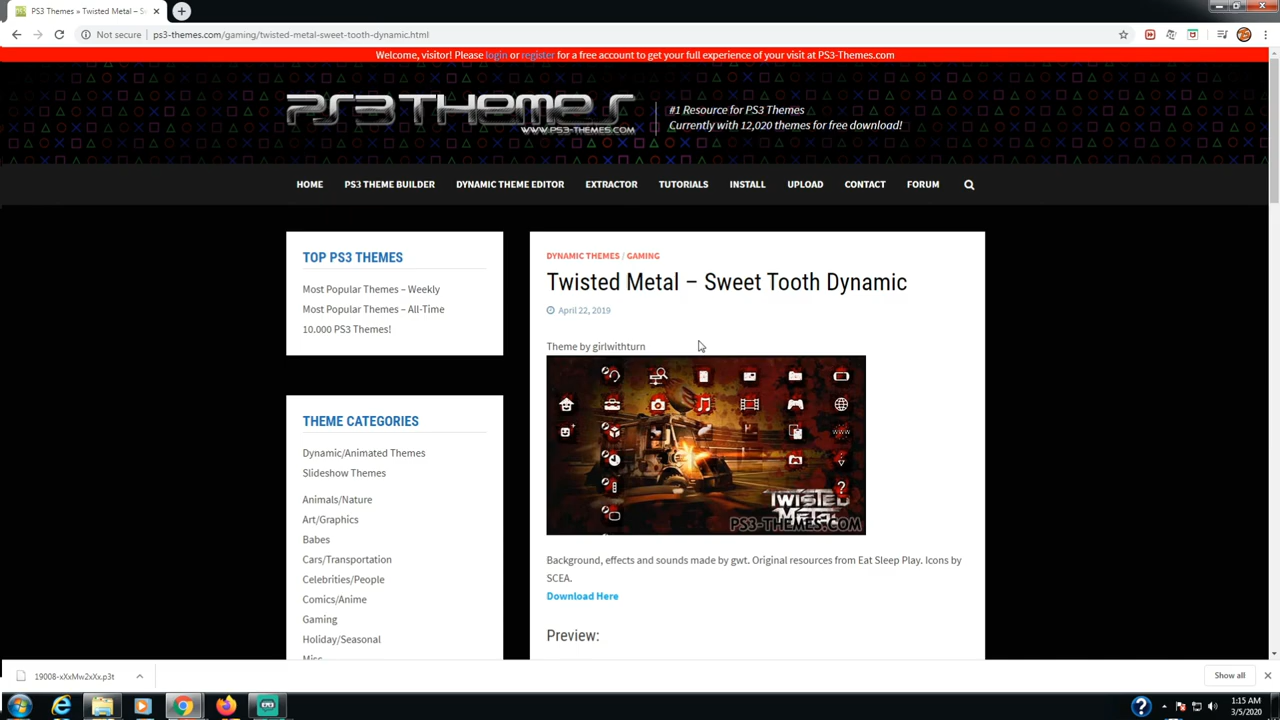 PS3 Themes » Twisted Metal – S
Not secure
ps3-themes.com/gaming/twisted-metal-sweet-tooth-dynamic.html
Welcome, visitor! Please login or register for a free account to get your full experience of your visit at PS3-Themes.com
PS3 THEMES
WWW.PS3-THEMES.COM
#1 Resource for PS3 Themes
Currently with 12,020 themes for free download!
HOME
PS3 THEME BUILDER
DYNAMIC THEME EDITOR
EXTRACTOR
TUTORIALS
INSTALL
UPLOAD
CONTACT
FORUM
TOP PS3 THEMES
Most Popular Themes – Weekly
Most Popular Themes – All-Time
10.000 PS3 Themes!
THEME CATEGORIES
Dynamic/Animated Themes
Slideshow Themes
Animals/Nature
Art/Graphics
Babes
Cars/Transportation
Celebrities/People
Comics/Anime
Gaming
Holiday/Seasonal
Misc
DYNAMIC THEMES / GAMING
Twisted Metal – Sweet Tooth Dynamic
April 22, 2019
Theme by girlwithturn
WWW
TWISTED
METAL
PS3-THEMES.COM
Background, effects and sounds made by gwt. Original resources from Eat Sleep Play. Icons by
SCEA.
Download Here
Preview:
19008-xXxMw2xXx.p3t
Show all
1:15 AM
3/5/2020